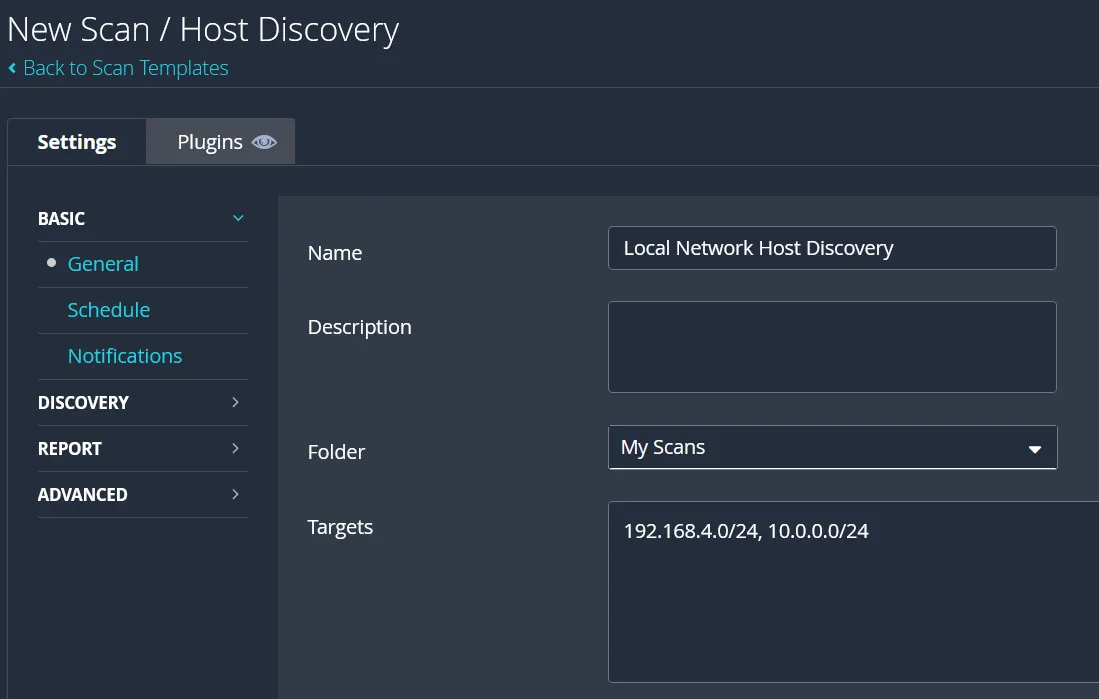 New Scan / Host Discovery
Back to Scan Templates
Settings
Plugins
BASIC
General
Schedule
Notifications
DISCOVERY
REPORT
ADVANCED
Name
Local Network Host Discovery
Description
Folder
My Scans
Targets
192.168.4.0/24, 10.0.0.0/24